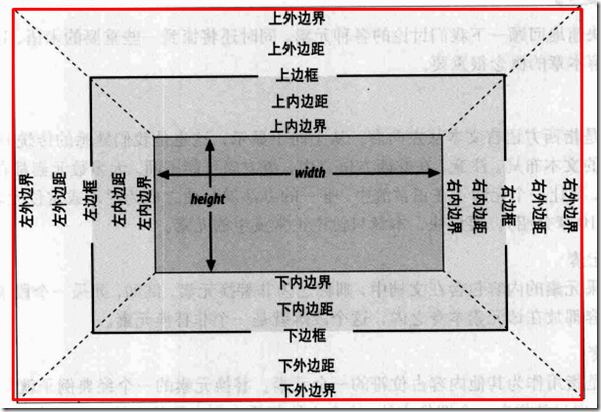 上外边界
上外边距
上边框
上内边距
上内边界
左外边界
左外边距
左边框
左内边距
左内边界
width
height
右内边界
右内边距
右边框
右外边距
右外边界
下内边界
下内边距
下边框
下外边距
下外边界